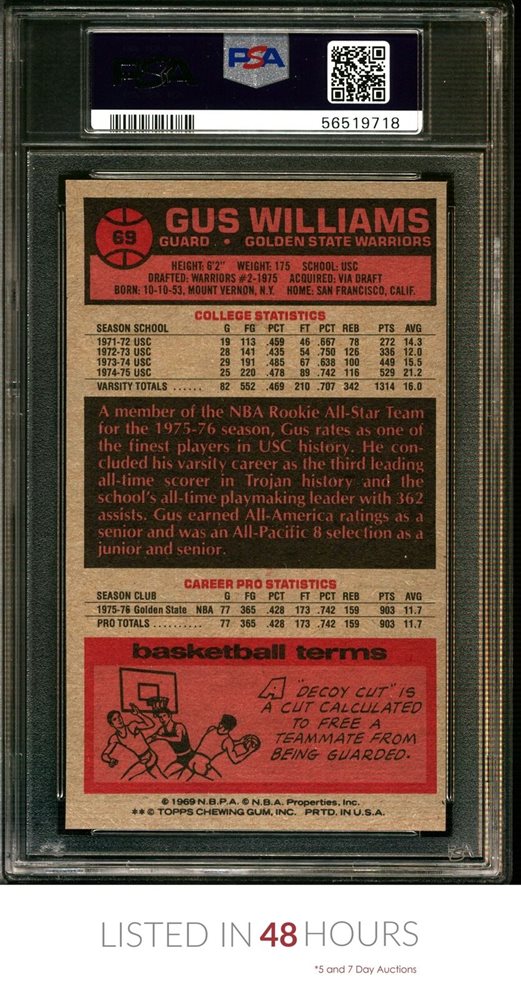 PSA
PSA
56519718
69
GUS WILLIAMS
GUARD • GOLDEN STATE WARRIORS
HEIGHT: 6'2" WEIGHT: 175 SCHOOL: USC
DRAFTED: WARRIORS #2-1975 ACQUIRED: VIA DRAFT
BORN: 10-10-53, MOUNT VERNON, N.Y. HOME: SAN FRANCISCO, CALIF.
COLLEGE STATISTICS
SEASON SCHOOL G FG PCT FT PCT REB PTS AVG
1971-72 USC 19 113 .459 46 .667 78 272 14.3
1972-73 USC 28 141 .435 54 .750 126 336 12.0
1973-74 USC 29 191 .485 67 .638 100 449 15.5
1974-75 USC 25 220 .478 89 .742 116 529 21.2
VARSITY TOTALS ...... 82 552 .469 210 .707 342 1314 16.0
A member of the NBA Rookie All-Star Team
for the 1975-76 season, Gus rates as one of
the finest players in USC history. He con-
cluded his varsity career as the third leading
all-time scorer in Trojan history and the
school's all-time playmaking leader with 362
assists. Gus earned All-America ratings as a
senior and was an All-Pacific 8 selection as a
junior and senior.
CAREER PRO STATISTICS
SEASON CLUB G FG PCT FT PCT REB PTS AVG
1975-76 Golden State NBA 77 365 .428 173 .742 159 903 11.7
PRO TOTALS .......... 77 365 .428 173 .742 159 903 11.7
basketball terms
A "DECOY CUT" IS
A CUT CALCULATED
TO FREE A
TEAMMATE FROM
BEING GUARDED.
© 1969 N.B.P.A. © N.B.A. Properties, Inc.
** © TOPPS CHEWING GUM, INC. PRTD. IN U.S.A.
PSA
LISTED IN 48 HOURS
*5 and 7 Day Auctions